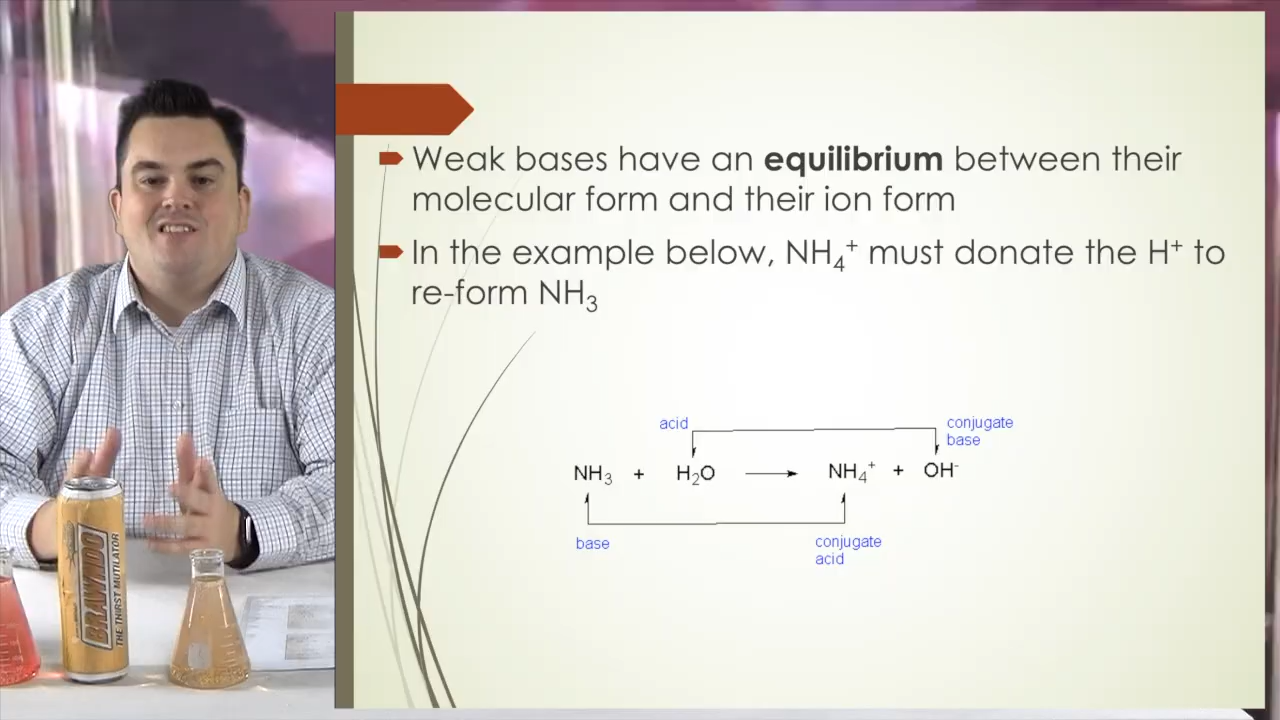 Weak bases have an equilibrium between their
molecular form and their ion form
In the example below, NH₄⁺ must donate the H⁺ to
re-form NH₃
acid
conjugate
base
NH₃ + H₂O → NH₄⁺ + OH⁻
base
conjugate
acid
BRAWNDO
THE THIRST MUTILATOR